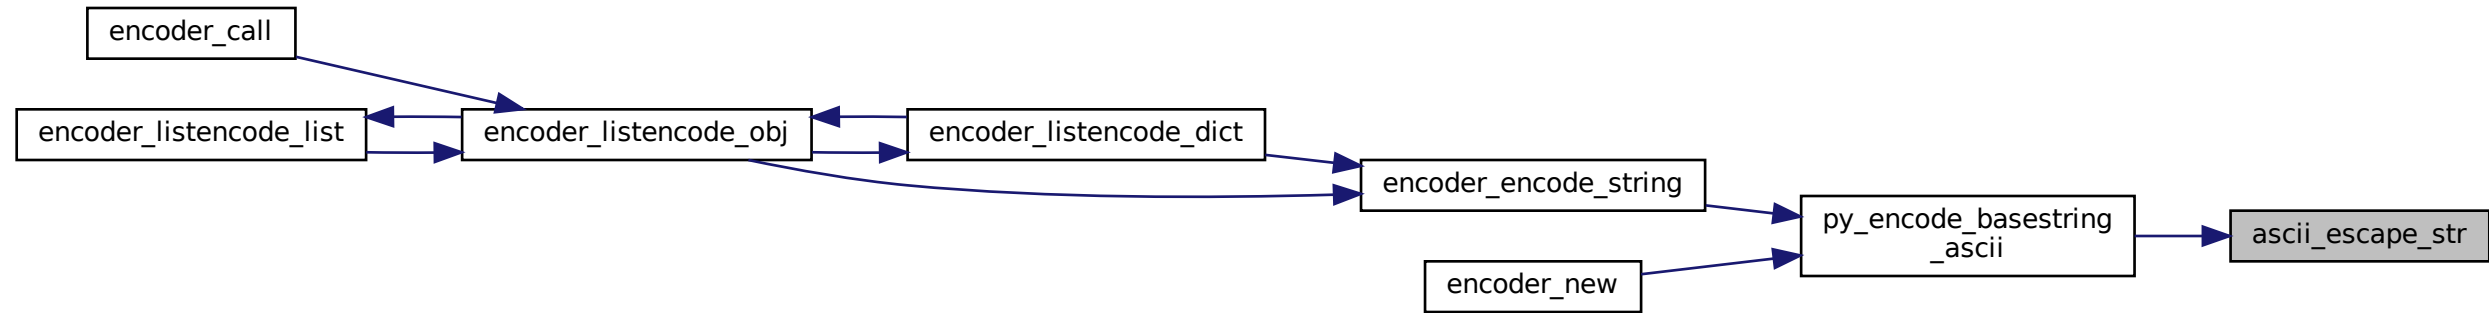 encoder_call
encoder_listencode_list
encoder_listencode_obj
encoder_listencode_dict
encoder_encode_string
encoder_new
py_encode_basestring
_ascii
ascii_escape_str